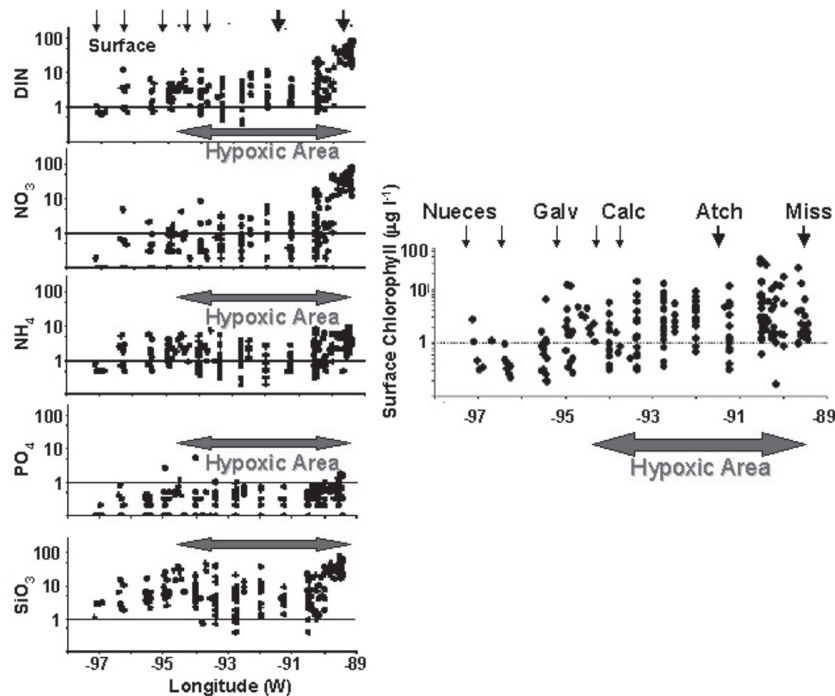 Surface
DIN
100
10
1
Hypoxic Area
NO3
100
10
1
NH4
100
10
1
Hypoxic Area
PO4
100
10
1
Hypoxic Area
SiO3
100
10
1
-97 -95 -93 -91 -89
Longitude (W)
Nueces Galv Calc Atch Miss
Surface Chlorophyll (µg l-1)
100
10
1
-97 -95 -93 -91 -89
Hypoxic Area